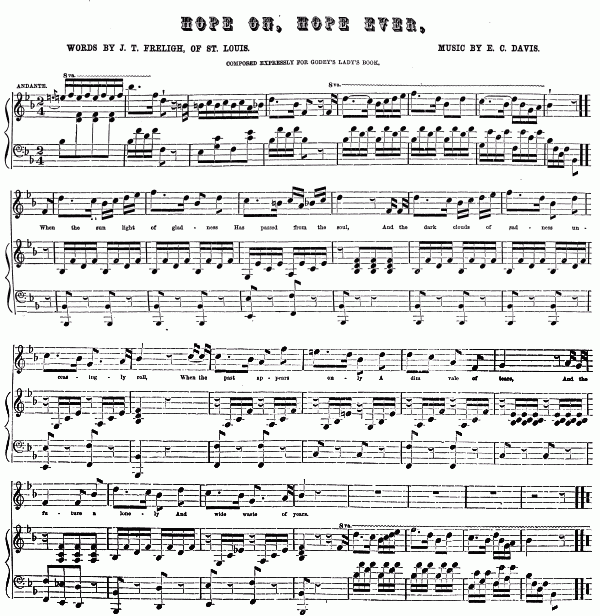 HOPE ON, HOPE EVER,
WORDS BY J. T. FRELIGH, OF ST. LOUIS. MUSIC BY E. C. DAVIS.
COMPOSED EXPRESSLY FOR GODEY'S LADY'S BOOK.
8va.
8va.
ANDANTE.
When the sun light of glad- ness Has passed from the soul, And the dark clouds of sad- ness un-
ceas- ing- ly roll, When the past ap- pears on- ly A dim vale of tears, And the
fu- ture a lone- ly And wide waste of years.
8va.